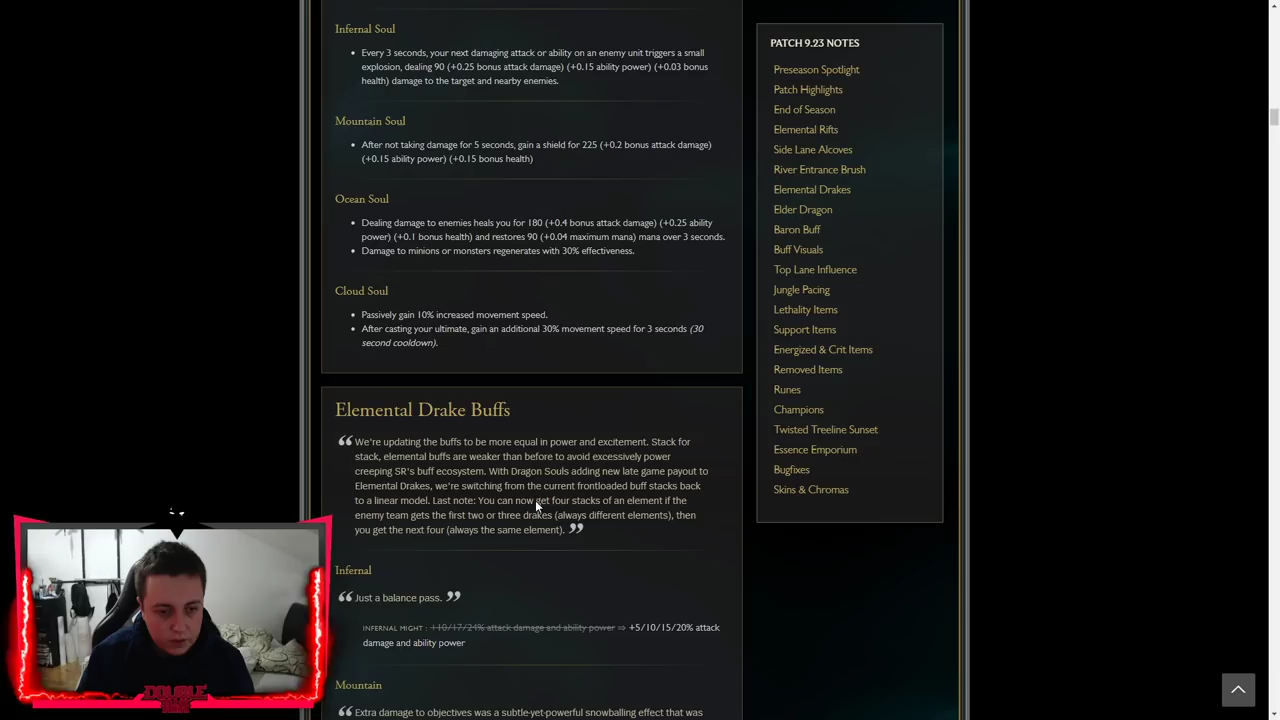 Infernal Soul
Every 3 seconds, your next damaging attack or ability on an enemy unit triggers a small
explosion, dealing 90 (+0.25 bonus attack damage) (+0.15 ability power) (+0.03 bonus
health) damage to the target and nearby enemies.
Mountain Soul
After not taking damage for 5 seconds, gain a shield for 225 (+0.2 bonus attack damage)
(+0.15 ability power) (+0.15 bonus health)
Ocean Soul
Dealing damage to enemies heals you for 180 (+0.4 bonus attack damage) (+0.25 ability
power) (+0.1 bonus health) and restores 90 (+0.04 maximum mana) mana over 3 seconds.
Damage to minions or monsters regenerates with 30% effectiveness.
Cloud Soul
Passively gain 10% increased movement speed.
After casting your ultimate, gain an additional 30% movement speed for 3 seconds (30
second cooldown).
Elemental Drake Buffs
“ We're updating the buffs to be more equal in power and excitement. Stack for
stack, elemental buffs are weaker than before to avoid excessively power
creeping SR's buff ecosystem. With Dragon Souls adding new late game payout to
Elemental Drakes, we're switching from the current frontloaded buff stacks back
to a linear model. Last note: You can now get four stacks of an element if the
enemy team gets the first two or three drakes (always different elements), then
you get the next four (always the same element). ”
Infernal
“ Just a balance pass. ”
INFERNAL MIGHT : +10/17/24% attack damage and ability power ⇒ +5/10/15/20% attack
damage and ability power
Mountain
“ Extra damage to objectives was a subtle-yet-powerful snowballing effect that was
PATCH 9.23 NOTES
Preseason Spotlight
Patch Highlights
End of Season
Elemental Rifts
Side Lane Alcoves
River Entrance Brush
Elemental Drakes
Elder Dragon
Baron Buff
Buff Visuals
Top Lane Influence
Jungle Pacing
Lethality Items
Support Items
Energized & Crit Items
Removed Items
Runes
Champions
Twisted Treeline Sunset
Essence Emporium
Bugfixes
Skins & Chromas
DOUBLE